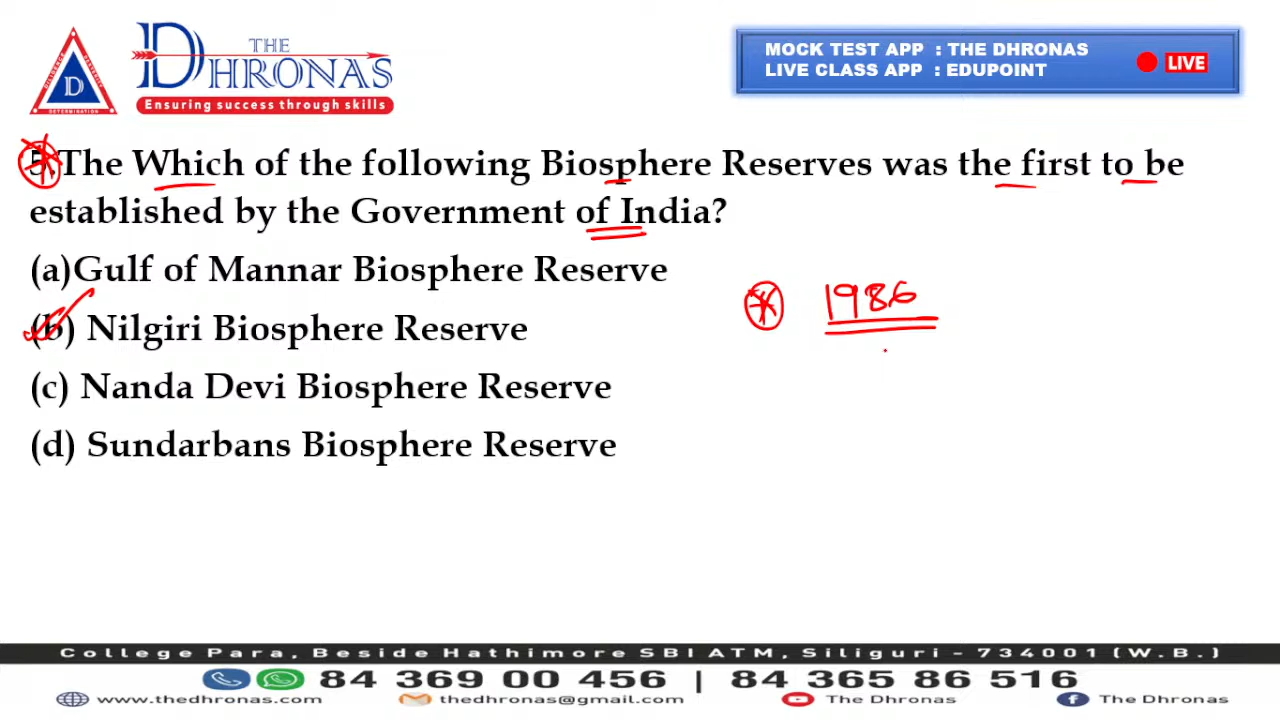 THE
DHRONAS
Ensuring success through skills
DILIGENCE
DEXTERITY
D
DETERMINATION
MOCK TEST APP : THE DHRONAS
LIVE CLASS APP : EDUPOINT
LIVE
5.The Which of the following Biosphere Reserves was the first to be
established by the Government of India?
(a)Gulf of Mannar Biosphere Reserve
1986
(b) Nilgiri Biosphere Reserve
(c) Nanda Devi Biosphere Reserve
(d) Sundarbans Biosphere Reserve
College Para, Beside Hathimore SBI ATM, Siliguri – 734001 (W.B.)
84 369 00 456 | 84 365 86 516
www.thedhronas.com thedhronas@gmail.com The Dhronas The Dhronas